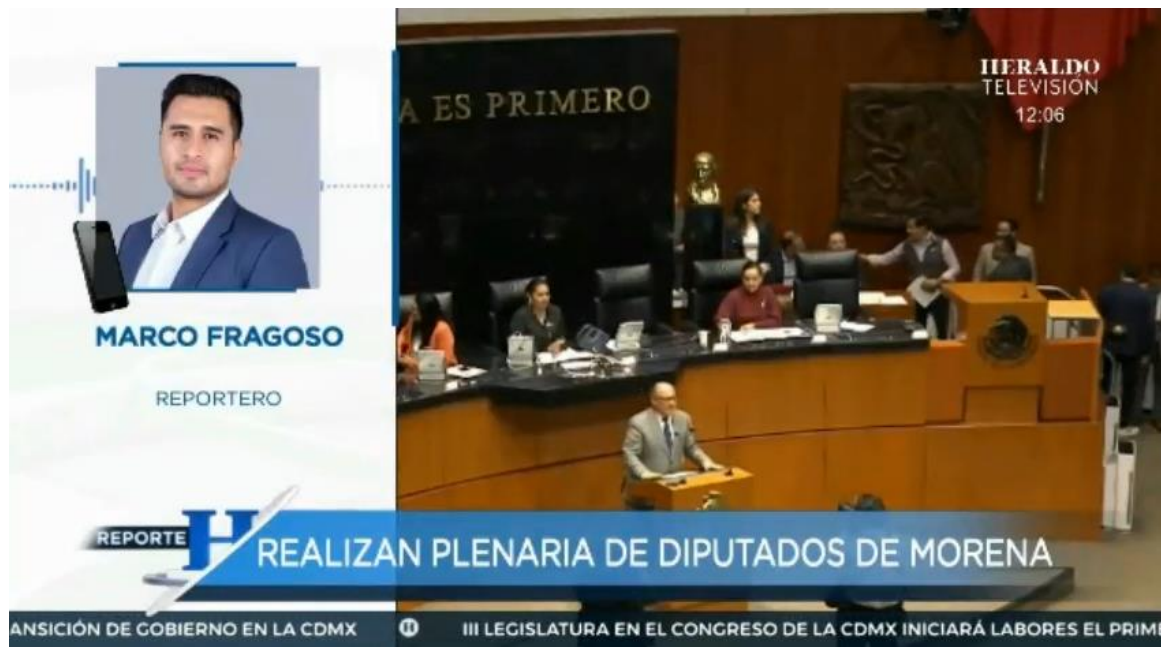 HERALDO
TELEVISIÓN
12:06
A ES PRIMERO
MARCO FRAGOSO
REPORTERO
REPORTE H
REALIZAN PLENARIA DE DIPUTADOS DE MORENA
ANSICIÓN DE GOBIERNO EN LA CDMX
H III LEGISLATURA EN EL CONGRESO DE LA CDMX INICIARÁ LABORES EL PRIME